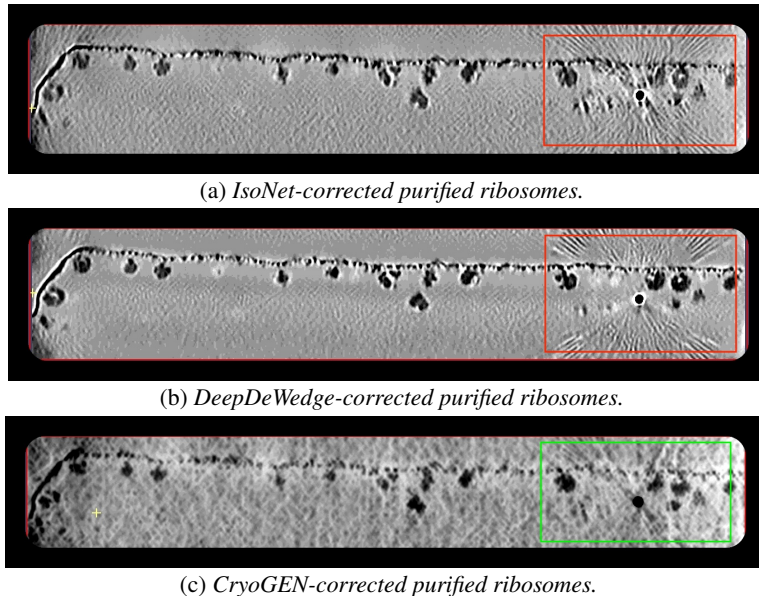 (a) IsoNet-corrected purified ribosomes.
(b) DeepDeWedge-corrected purified ribosomes.
(c) CryoGEN-corrected purified ribosomes.